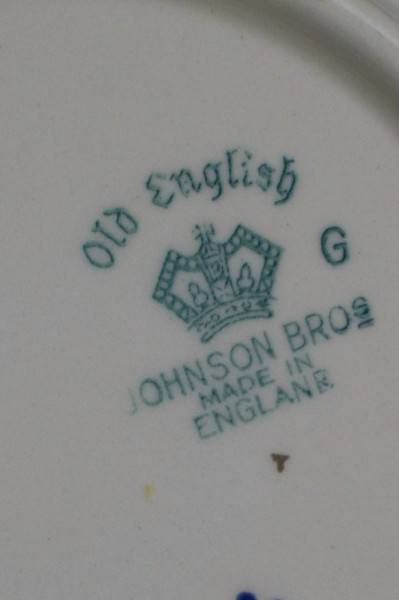 Old English
G
JOHNSON BROS
MADE IN
ENGLAND